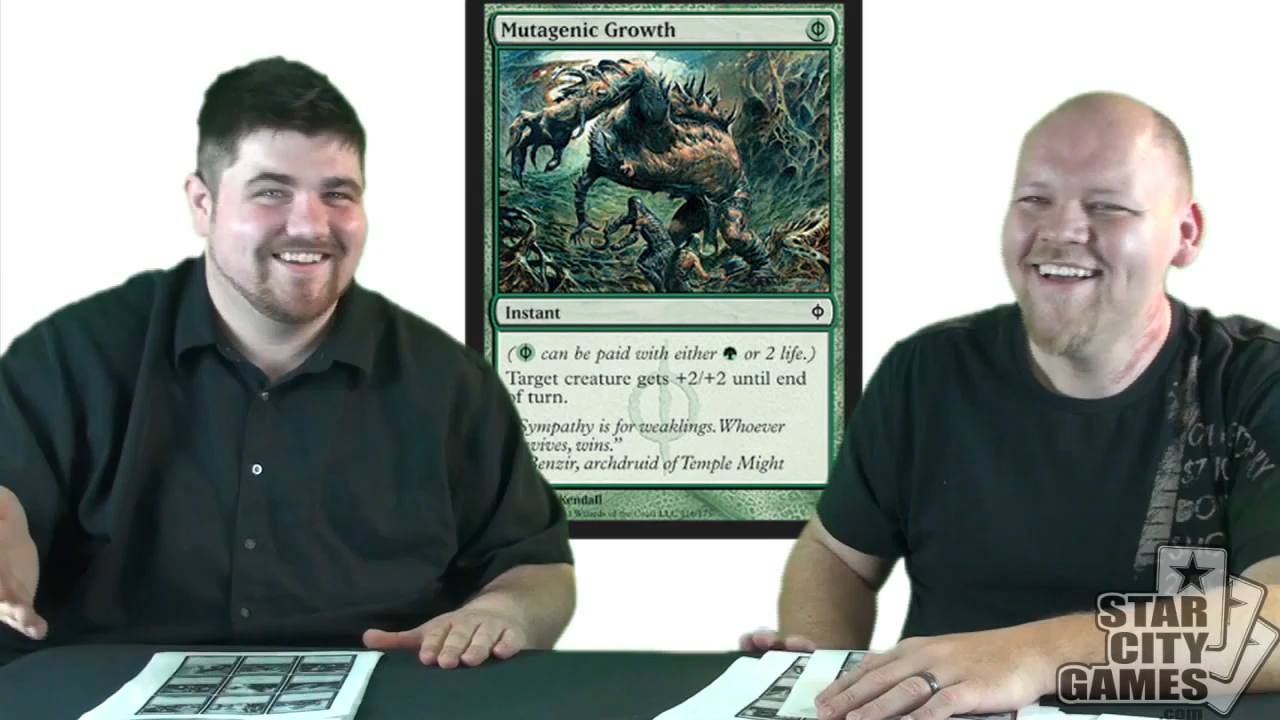 Mutagenic Growth
Instant
( can be paid with either or 2 life.)
Target creature gets +2/+2 until end
of turn.
Sympathy is for weaklings. Whoever
wins."
archdruid of Temple Might
Kendall
STAR
CITY
GAMES
.com